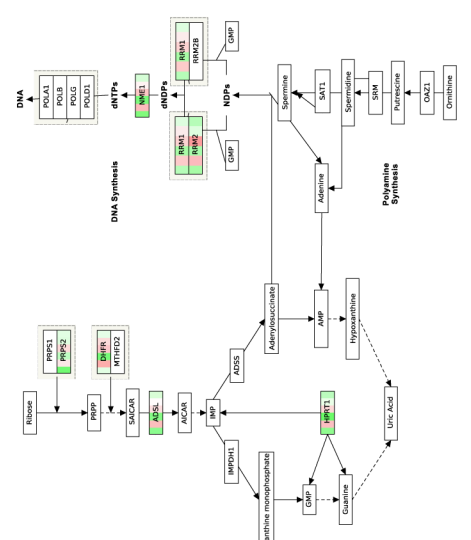 DNA
POLA1
POLB
POLG
POLD1
dNTPs
NME1
dNDPs
RRM1
RRM2B
GMP
RRM1
RRM2
GMP
NDPs
DNA Synthesis
Spermine
SAT1
Spermidine
SRM
Putrescine
OAZ1
Ornithine
Polyamine
Synthesis
Adenine
Adenylosuccinate
AMP
Hypoxanthine
Uric Acid
Ribose
PRPS1
PRPS2
PRPP
DHFR
MTHFD2
SAICAR
ADSL
AICAR
IMP
ADSS
IMPDH1
anthine monophosphate
GMP
Guanine
HPRT1